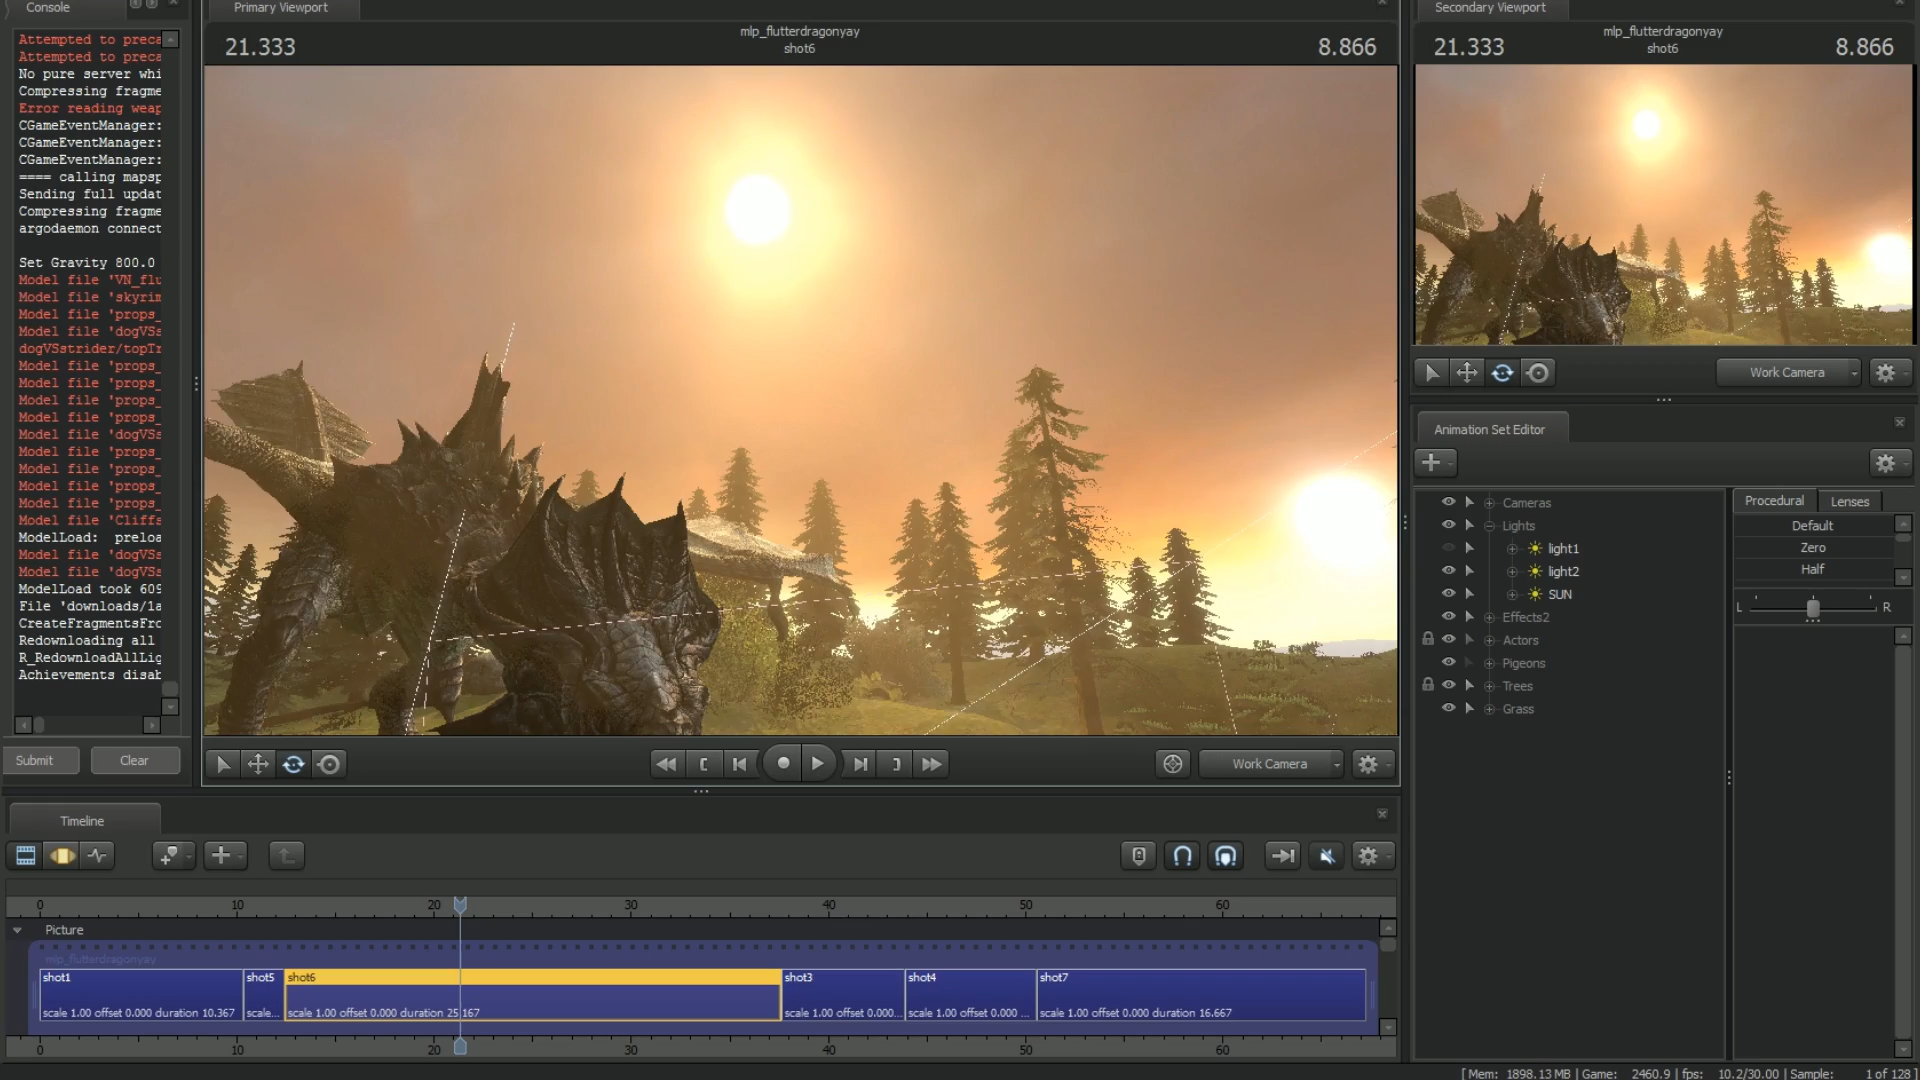 Console
Attempted to preca
Attempted to preca
No pure server whi
Compressing fragme
Error reading weap
CGameEventManager:
CGameEventManager:
CGameEventManager:
==== calling mapsp
Sending full updat
Compressing fragme
argodaemon connect
Set Gravity 800.0
Model file 'VN_flu
Model file 'skyrim
Model file 'props_
Model file 'dogVSs
dogVSstrider/topTr
Model file 'props_
Model file 'props_
Model file 'props_
Model file 'props_
Model file 'dogVSs
Model file 'props_
Model file 'props_
Model file 'props_
Model file 'props_
Model file 'Cliffs
ModelLoad: preloa
Model file 'dogVSs
Model file 'dogVSs
ModelLoad took 609
File 'downloads/1a
CreateFragmentsFro
Redownloading all
R_RedownloadAllLig
Achievements disab
Submit
Clear
Primary Viewport
21.333
mlp_flutterdragonyay
shot6
8.866
Work Camera
Secondary Viewport
21.333
mlp_flutterdragonyay
shot6
8.866
Work Camera
Animation Set Editor
Cameras
Lights
light1
light2
SUN
Effects2
Actors
Pigeons
Trees
Grass
Procedural
Lenses
Default
Zero
Half
L
R
Timeline
0 10 20 30 40 50 60
Picture
mlp_flutterdragonyay
shot1
scale 1.00 offset 0.000 duration 10.367
shot5
scale...
shot6
scale 1.00 offset 0.000 duration 25.167
shot3
scale 1.00 offset 0.000...
shot4
scale 1.00 offset 0.000 ...
shot7
scale 1.00 offset 0.000 duration 16.667
0 10 20 30 40 50 60
[ Mem: 1898.13 MB | Game: 2460.9 | fps: 10.2/30.00 | Sample: 1 of 128 ]